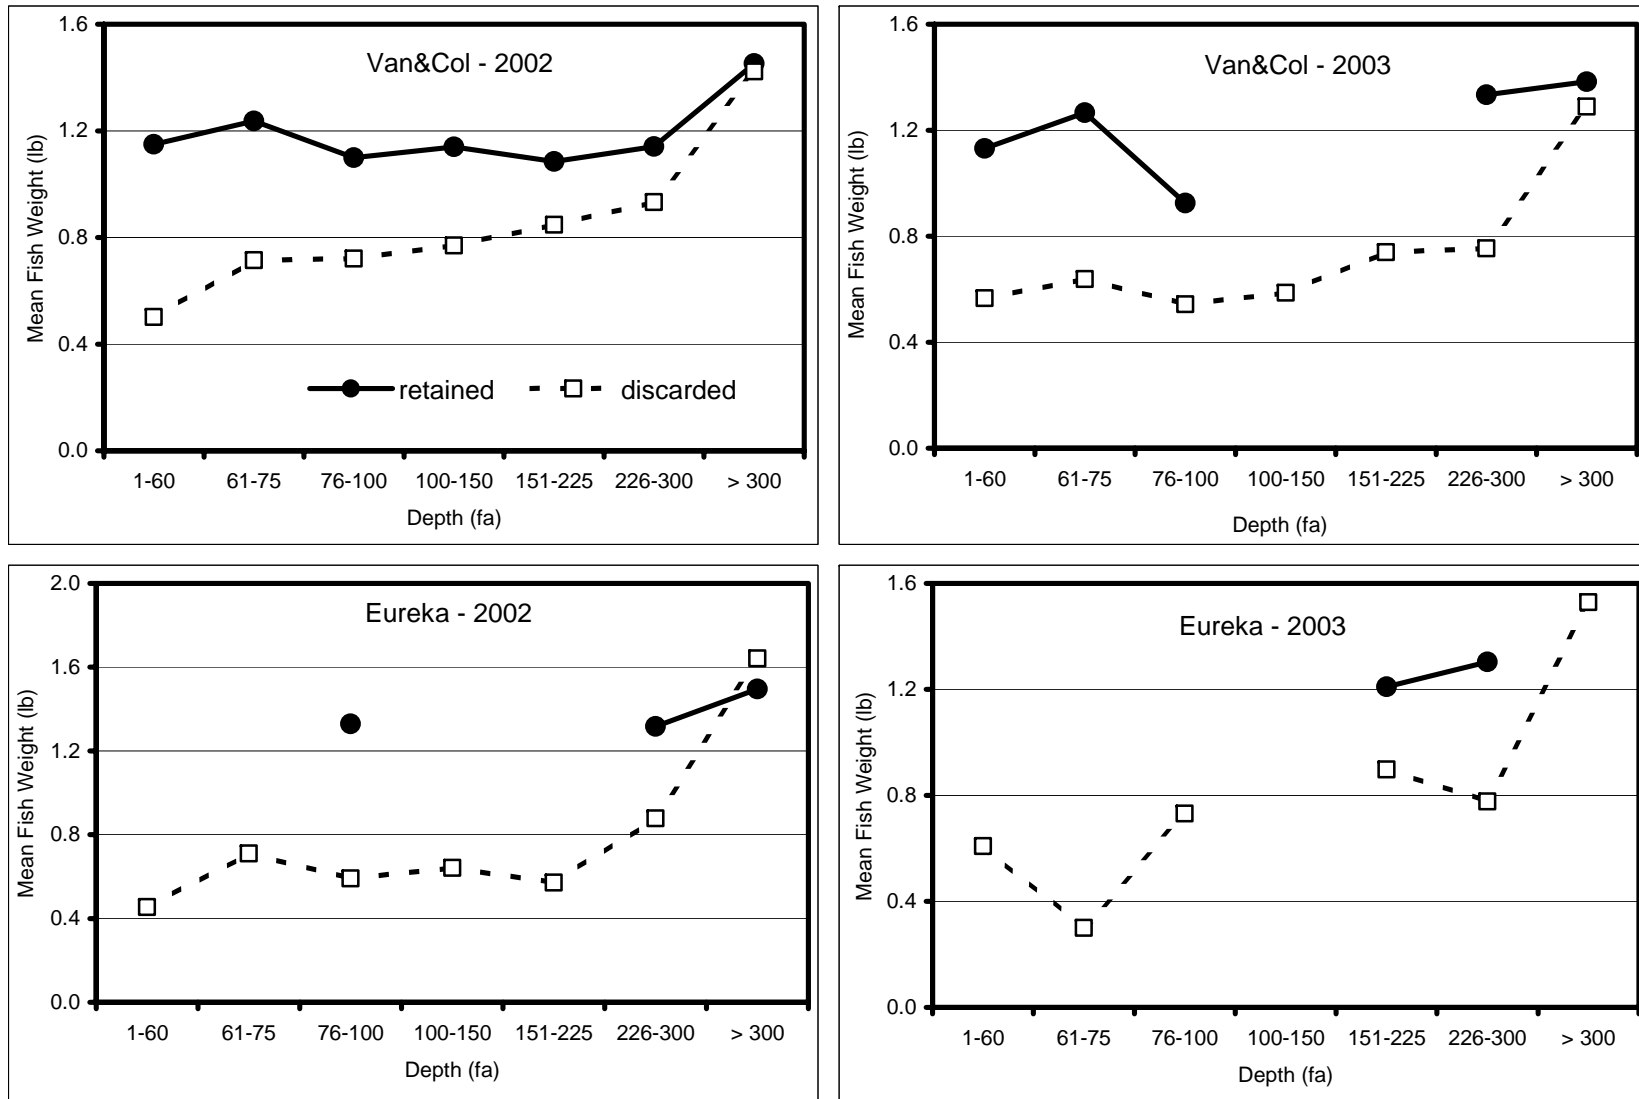 Van&Col - 2002
Mean Fish Weight (lb)
1.6
1.2
0.8
0.4
0.0
retained discarded
1-60 61-75 76-100 100-150 151-225 226-300 > 300
Depth (fa)
Van&Col - 2003
Mean Fish Weight (lb)
1.6
1.2
0.8
0.4
0.0
1-60 61-75 76-100 100-150 151-225 226-300 > 300
Depth (fa)
Eureka - 2002
Mean Fish Weight (lb)
2.0
1.6
1.2
0.8
0.4
0.0
1-60 61-75 76-100 100-150 151-225 226-300 > 300
Depth (fa)
Eureka - 2003
Mean Fish Weight (lb)
1.6
1.2
0.8
0.4
0.0
1-60 61-75 76-100 100-150 151-225 226-300 > 300
Depth (fa)